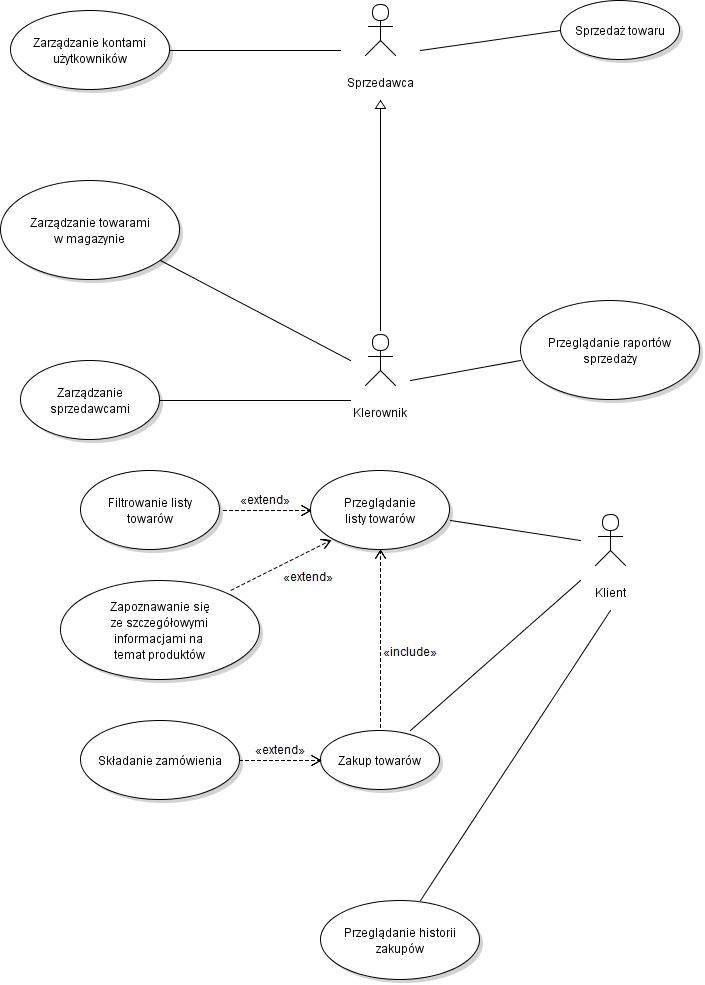 Zarządzanie kontami
użytkowników
Sprzedaż towaru
Sprzedawca
Zarządzanie towarami
w magazynie
Przeglądanie raportów
sprzedaży
Zarządzanie
sprzedawcami
Kierownik
Filtrowanie listy
towarów
«extend»
Przeglądanie
listy towarów
«extend»
Klient
Zapoznawanie się
ze szczegółowymi
informacjami na
temat produktów
«include»
Składanie zamówienia
«extend»
Zakup towarów
Przeglądanie historii
zakupów